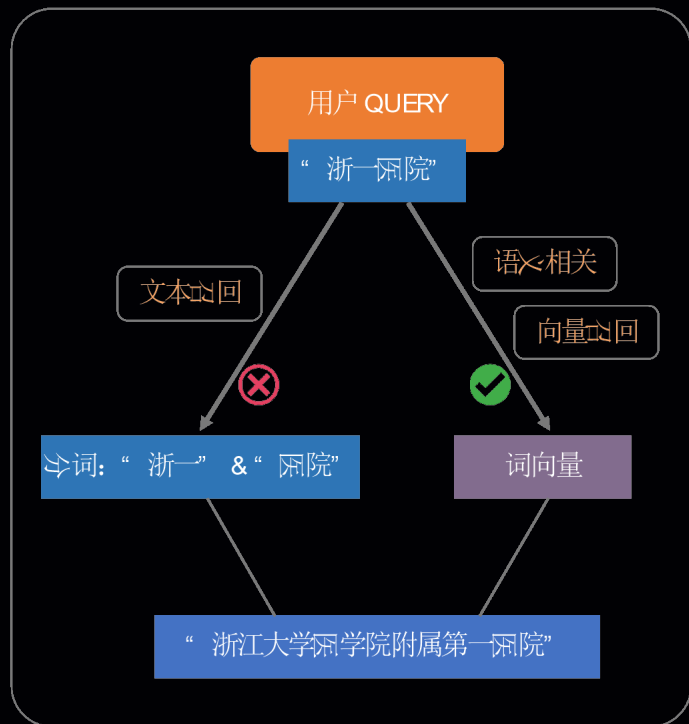 用户 QUERY
“浙一医院”
文本召回
语义相关
向量召回
分词：“浙一” & “医院”
词向量
“浙江大学医学院附属第一医院”